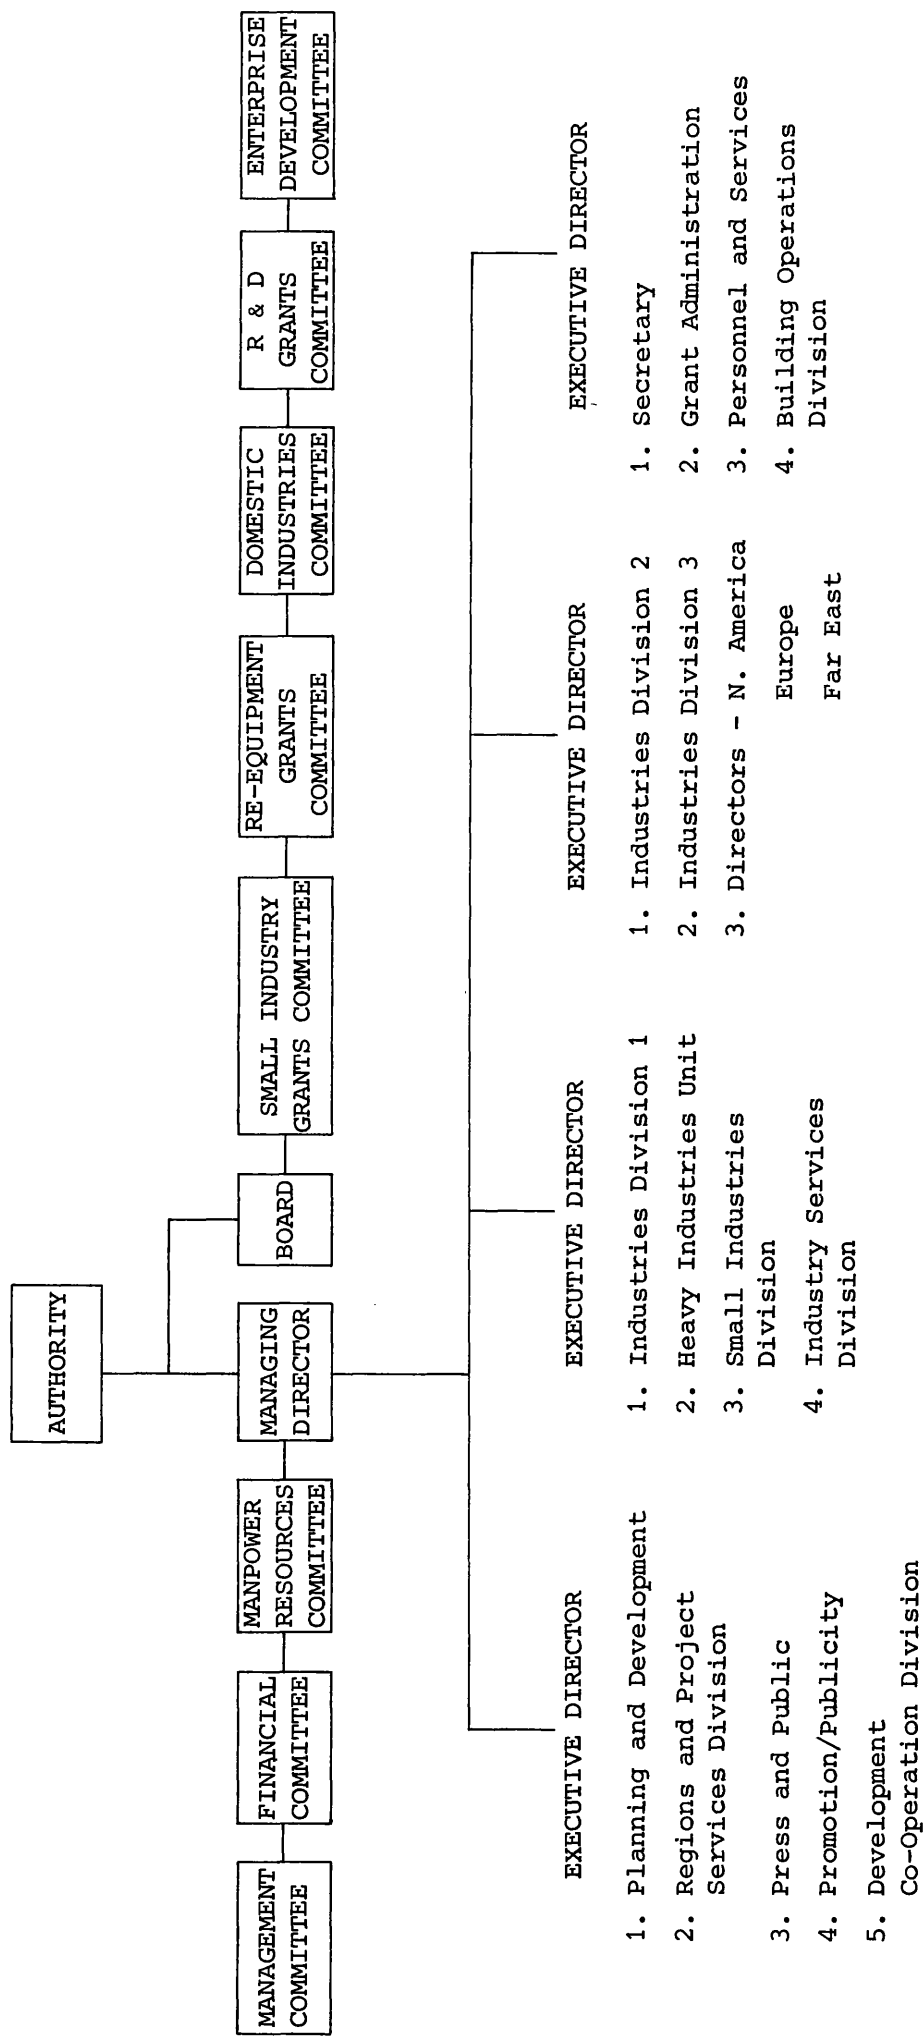 AUTHORITY
MANAGEMENT
COMMITTEE
FINANCIAL
COMMITTEE
MANPOWER
RESOURCES
COMMITTEE
MANAGING
DIRECTOR
BOARD
SMALL INDUSTRY
GRANTS COMMITTEE
RE-EQUIPMENT
GRANTS
COMMITTEE
DOMESTIC
INDUSTRIES
COMMITTEE
R & D
GRANTS
COMMITTEE
ENTERPRISE
DEVELOPMENT
COMMITTEE
EXECUTIVE DIRECTOR
1. Planning and Development
2. Regions and Project
Services Division
3. Press and Public
4. Promotion/Publicity
5. Development
Co-Operation Division
EXECUTIVE DIRECTOR
1. Industries Division 1
2. Heavy Industries Unit
3. Small Industries
Division
4. Industry Services
Division
EXECUTIVE DIRECTOR
1. Industries Division 2
2. Industries Division 3
3. Directors - N. America
Europe
Far East
EXECUTIVE DIRECTOR
1. Secretary
2. Grant Administration
3. Personnel and Services
4. Building Operations
Division